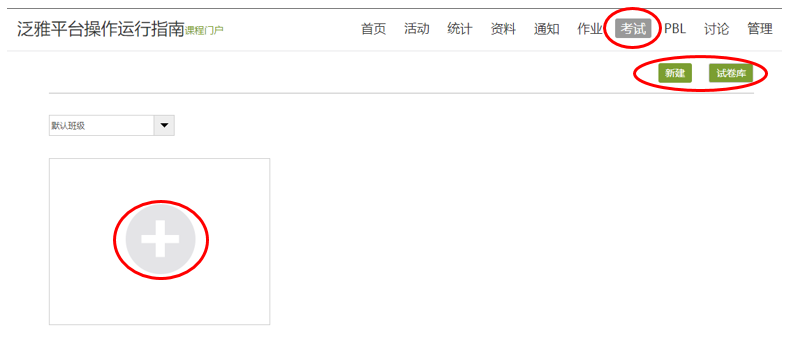 泛雅平台操作运行指南课程门户 首页 活动 统计 资料 通知 作业 考试 PBL 讨论 管理
新建 试卷库
默认班级